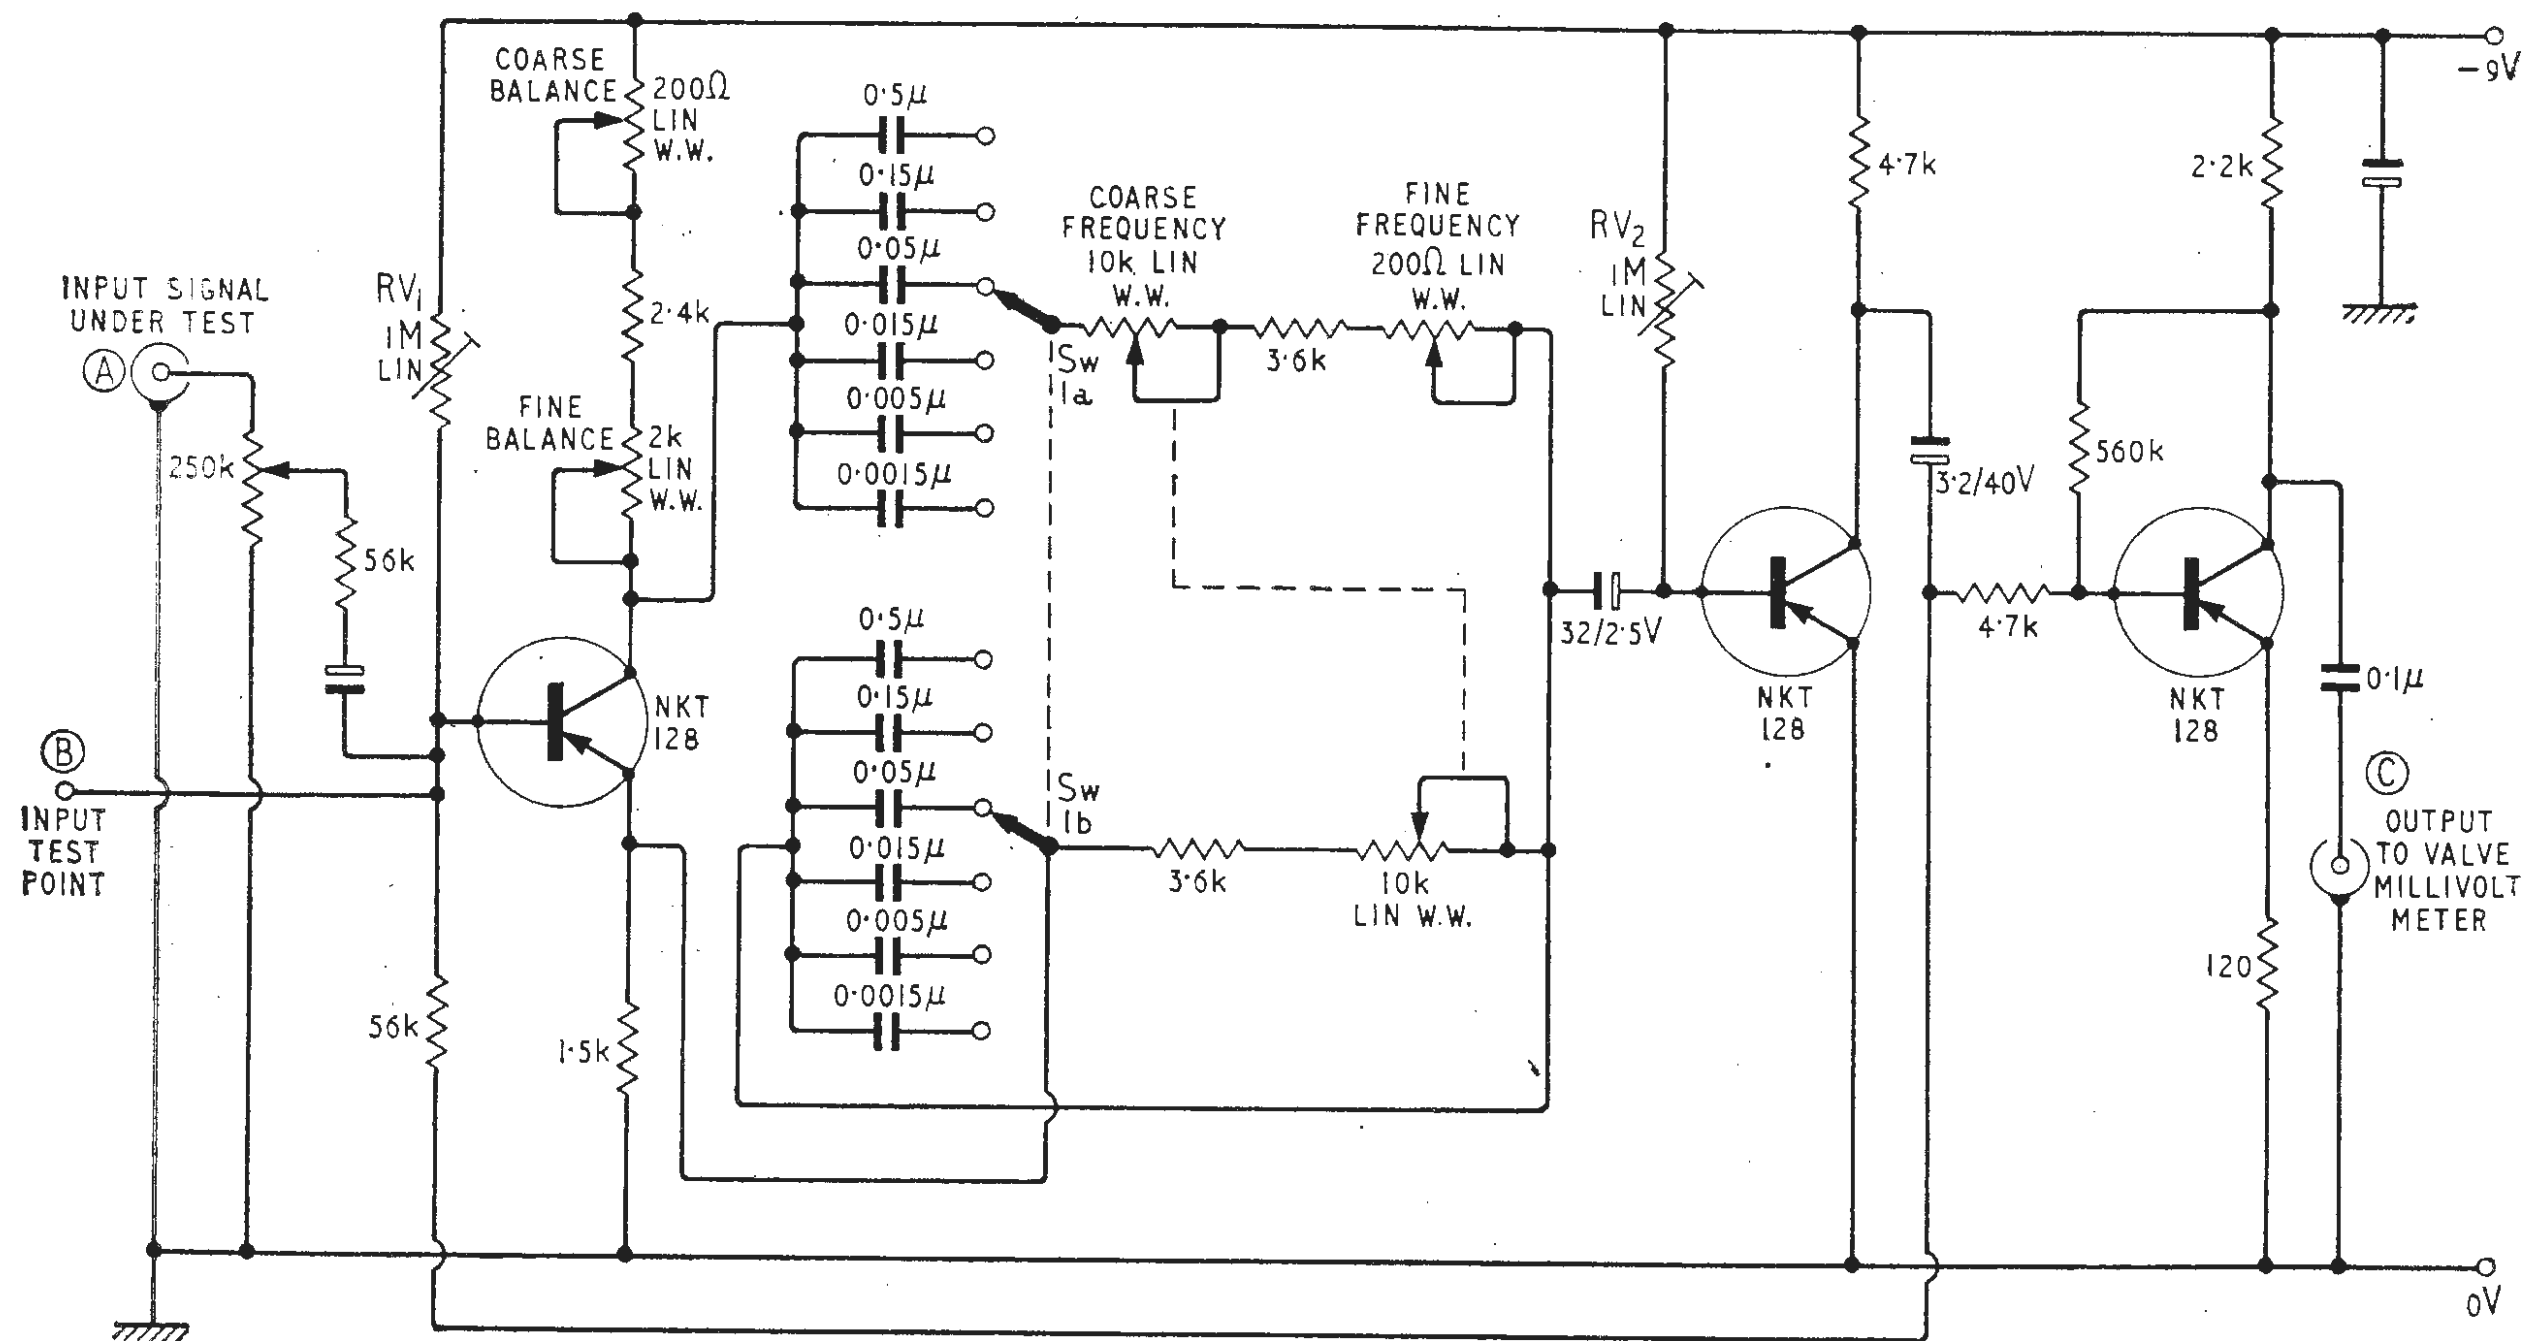 COARSE
BALANCE
200Ω
LIN
W.W.
2·4k
FINE
BALANCE
2k
LIN
W.W.
INPUT SIGNAL
UNDER TEST
A
250k
56k
RV1
1M
LIN
B
INPUT
TEST
POINT
56k
NKT
128
1·5k
0·5μ
0·15μ
0·05μ
0·015μ
0·005μ
0·0015μ
Sw
1a
COARSE
FREQUENCY
10k LIN
W.W.
3·6k
FINE
FREQUENCY
200Ω LIN
W.W.
0·5μ
0·15μ
0·05μ
0·015μ
0·005μ
0·0015μ
Sw
1b
3·6k
10k
LIN W.W.
32/2·5V
RV2
1M
LIN
4·7k
NKT
128
3·2/40V
4·7k
560k
2·2k
NKT
128
120
0·1μ
C
OUTPUT
TO VALVE
MILLIVOLT
METER
-9V
0V